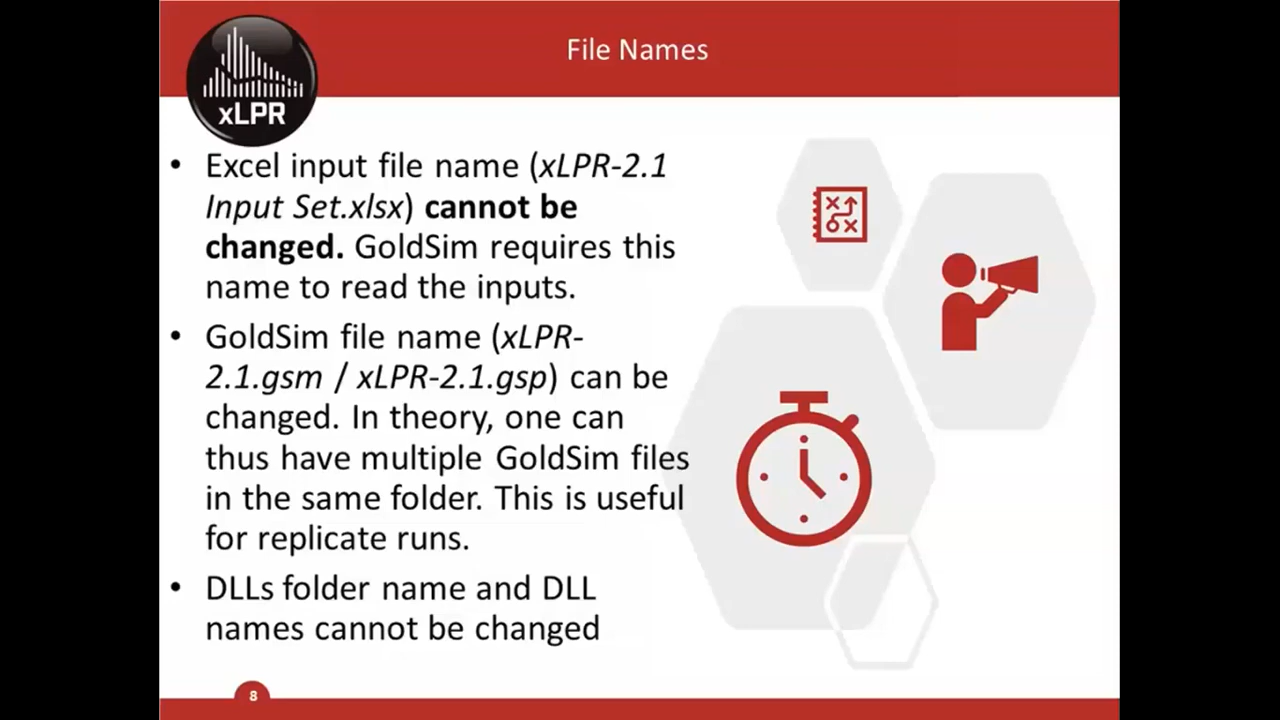 File Names
xLPR
• Excel input file name (xLPR-2.1
Input Set.xlsx) cannot be
changed. GoldSim requires this
name to read the inputs.
• GoldSim file name (xLPR-
2.1.gsm / xLPR-2.1.gsp) can be
changed. In theory, one can
thus have multiple GoldSim files
in the same folder. This is useful
for replicate runs.
• DLLs folder name and DLL
names cannot be changed
8